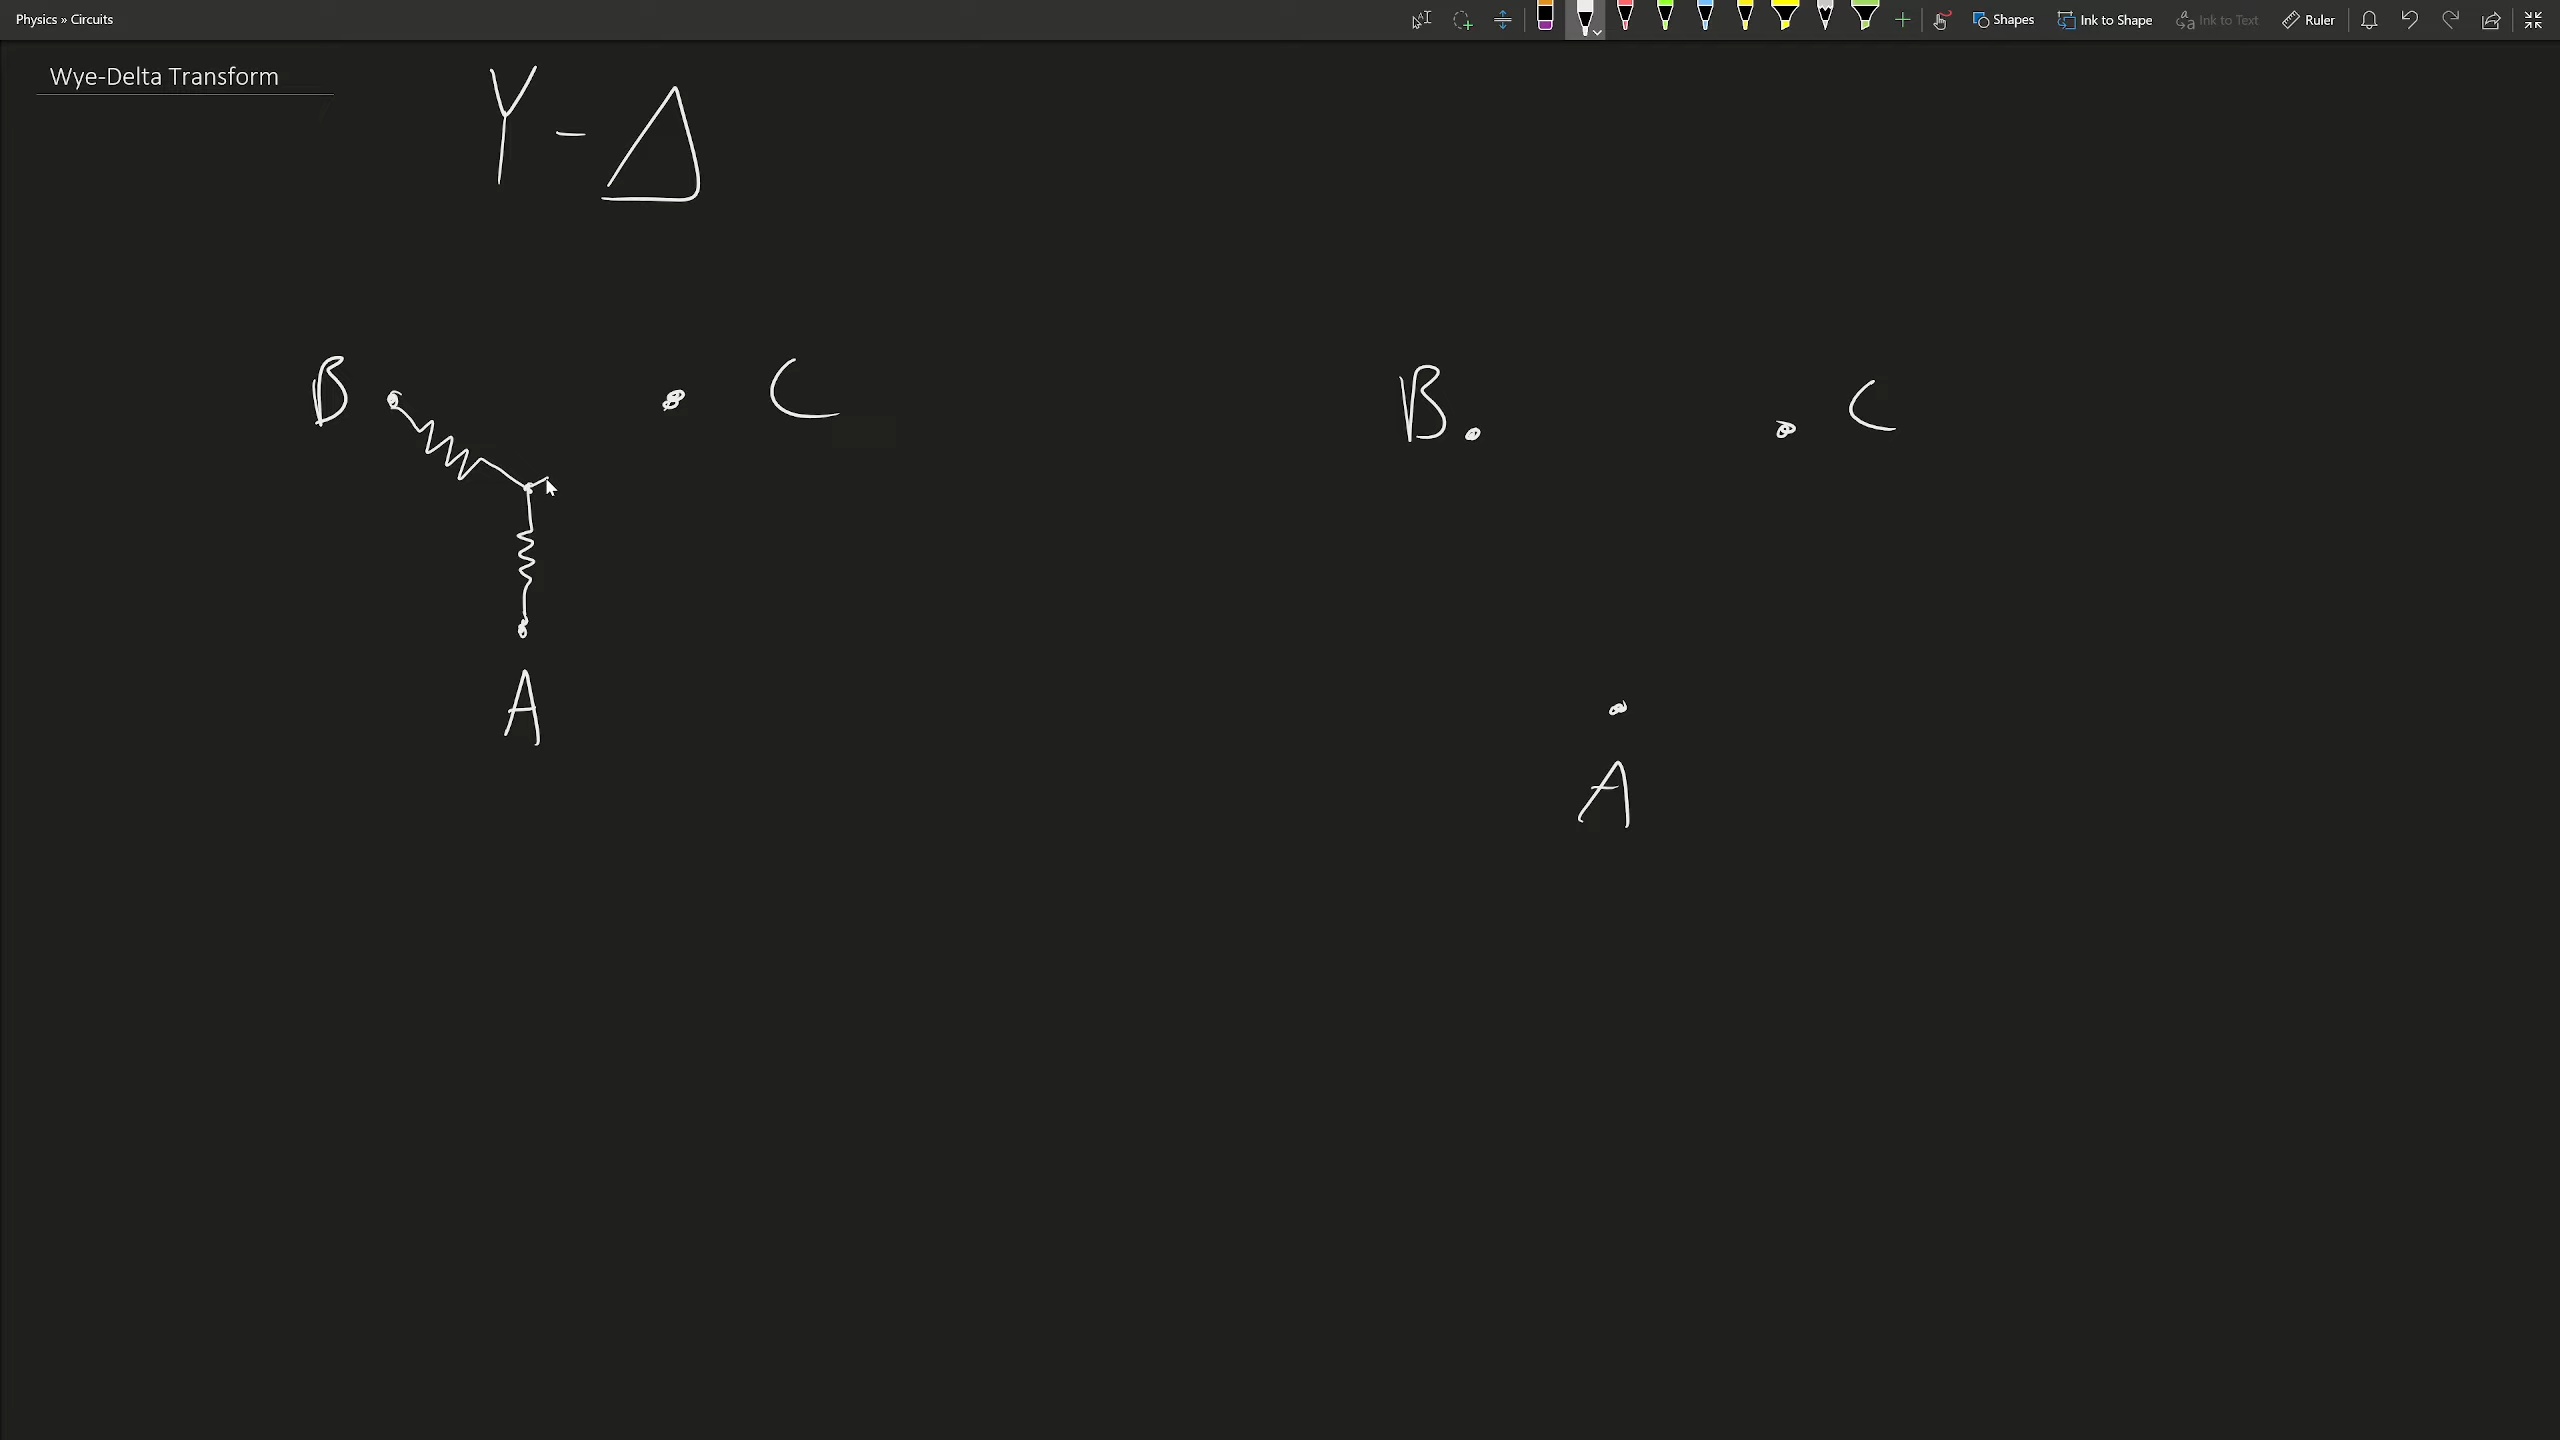 Physics » Circuits
Shapes Ink to Shape Ink to Text Ruler
Wye-Delta Transform
Y - Δ
B C
A
B C
A